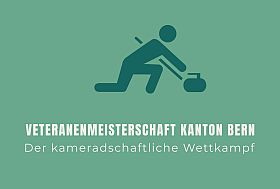 VETERANENMEISTERSCHAFT KANTON BERN
Der kameradschaftliche Wettkampf